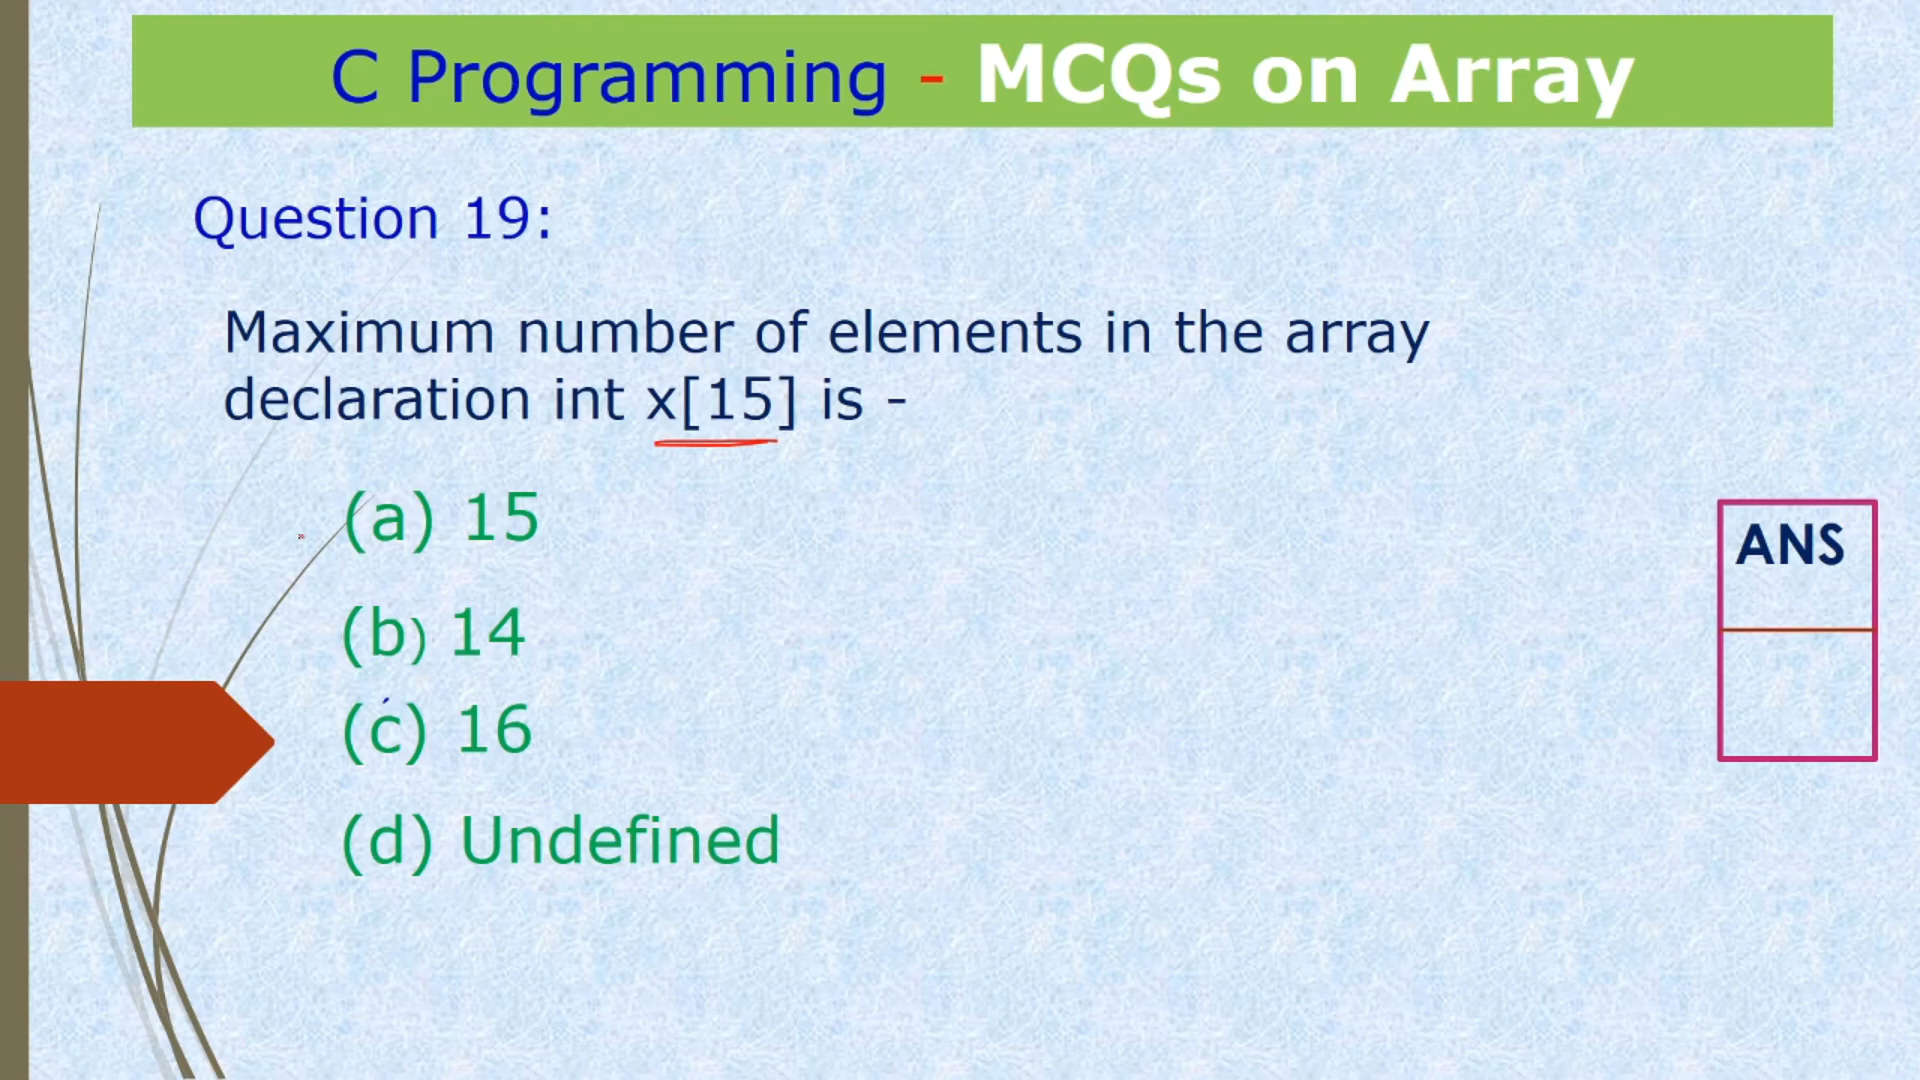 C Programming - MCQs on Array
Question 19:
Maximum number of elements in the array
declaration int x[15] is -
(a) 15
(b) 14
(c) 16
(d) Undefined
ANS